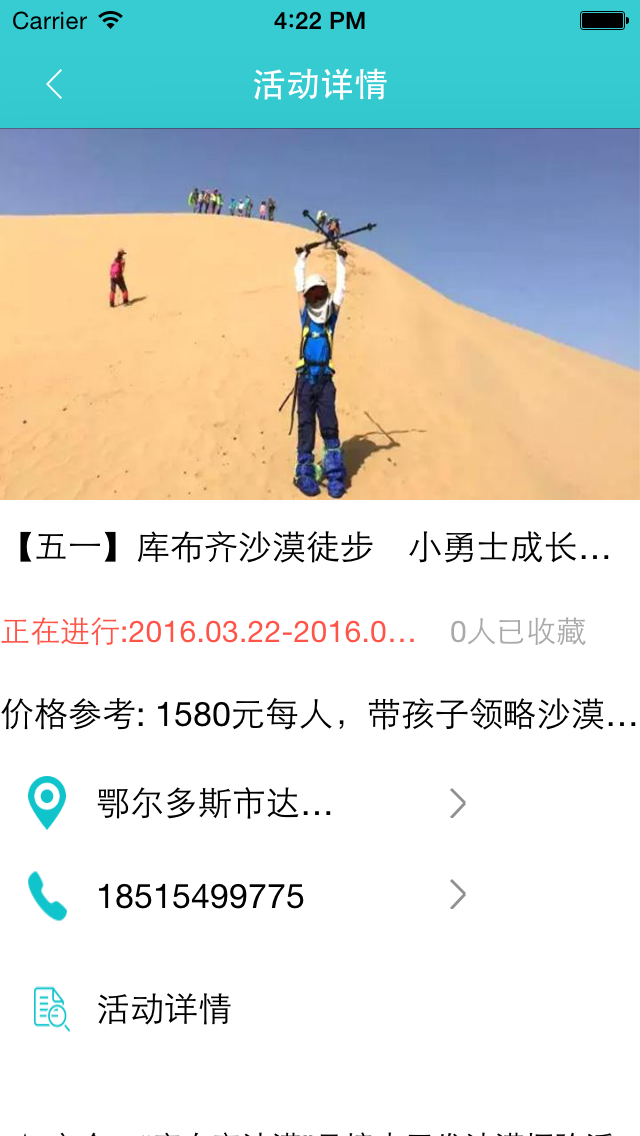 Carrier 4:22 PM
活动详情
【五一】库布齐沙漠徒步 小勇士成长...
正在进行:2016.03.22-2016.0... 0人已收藏
价格参考: 1580元每人，带孩子领略沙漠...
鄂尔多斯市达...
18515499775
活动详情